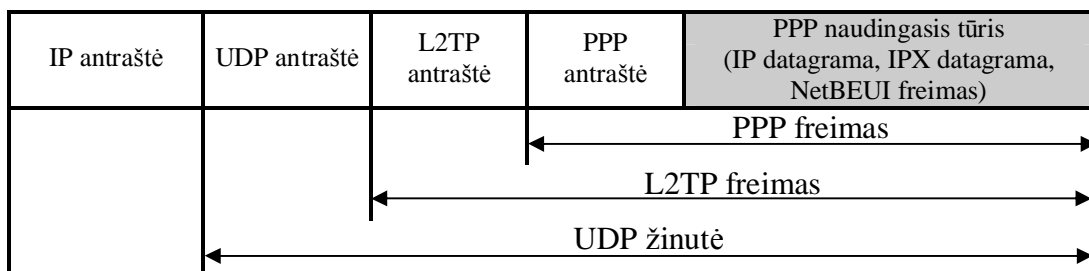 IP antraštė
UDP antraštė
L2TP
antraštė
PPP
antraštė
PPP naudingasis tūris
(IP datagrama, IPX datagrama,
NetBEUI freimas)
PPP freimas
L2TP freimas
UDP žinutė